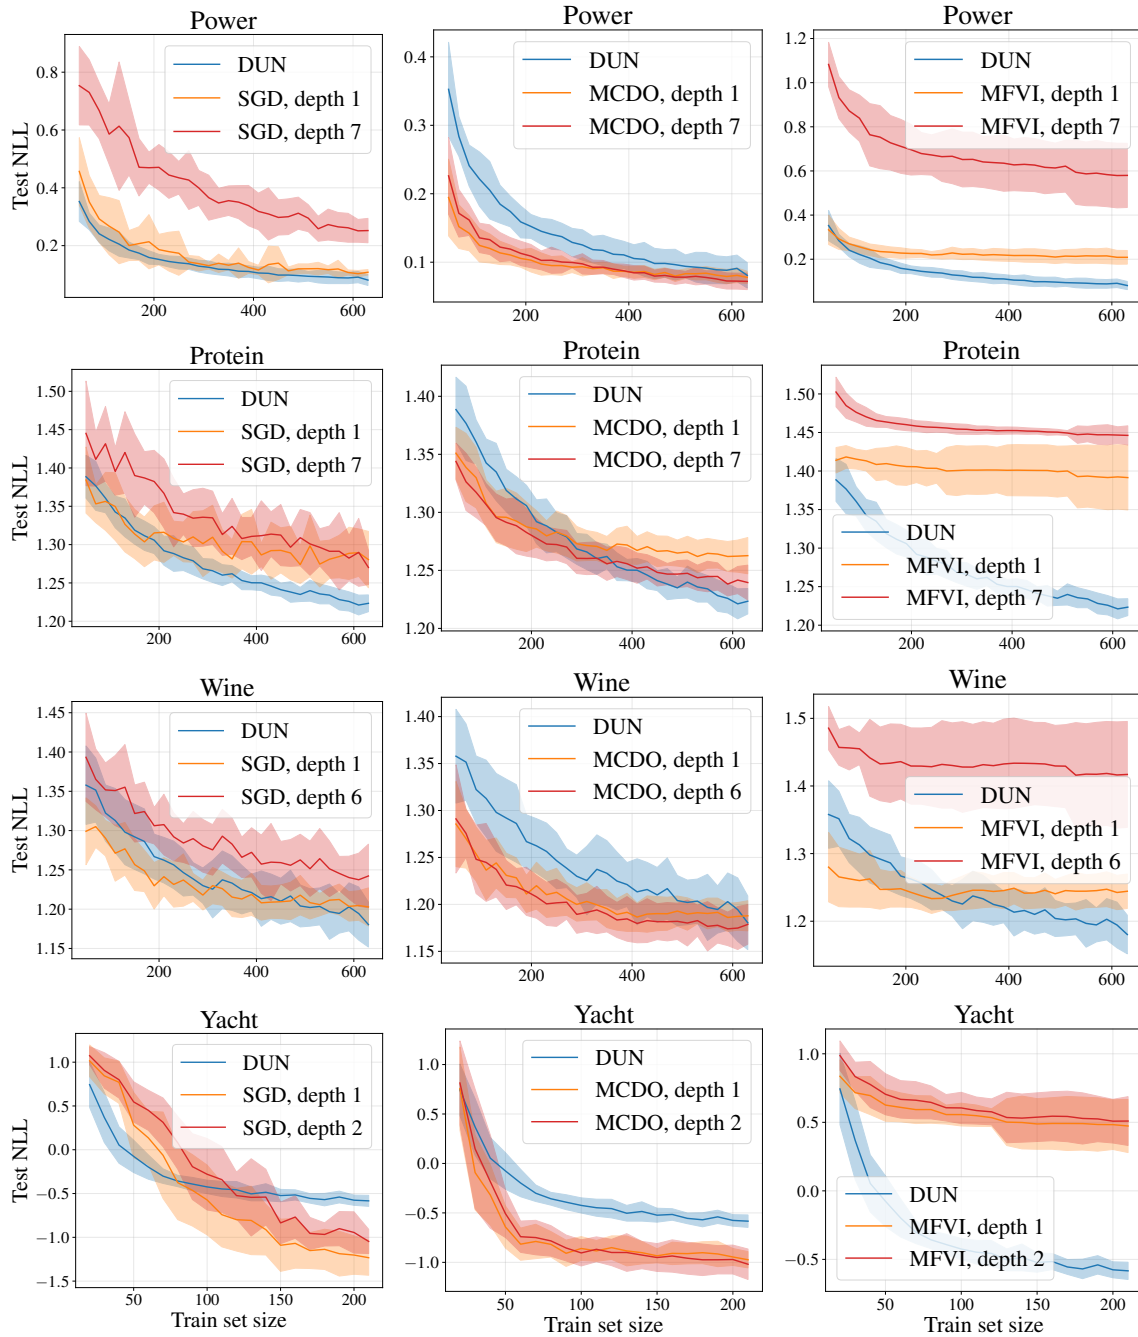 Power
Test NLL
0.8
0.6
0.4
0.2
200
400
600
DUN
SGD, depth 1
SGD, depth 7
Power
0.4
0.3
0.2
0.1
200
400
600
DUN
MCDO, depth 1
MCDO, depth 7
Power
1.2
1.0
0.8
0.6
0.4
0.2
200
400
600
DUN
MFVI, depth 1
MFVI, depth 7
Protein
Test NLL
1.50
1.45
1.40
1.35
1.30
1.25
1.20
200
400
600
DUN
SGD, depth 1
SGD, depth 7
Protein
1.40
1.35
1.30
1.25
1.20
200
400
600
DUN
MCDO, depth 1
MCDO, depth 7
Protein
1.50
1.45
1.40
1.35
1.30
1.25
1.20
200
400
600
DUN
MFVI, depth 1
MFVI, depth 7
Wine
Test NLL
1.45
1.40
1.35
1.30
1.25
1.20
1.15
200
400
600
DUN
SGD, depth 1
SGD, depth 6
Wine
1.40
1.35
1.30
1.25
1.20
1.15
200
400
600
DUN
MCDO, depth 1
MCDO, depth 6
Wine
1.5
1.4
1.3
1.2
200
400
600
DUN
MFVI, depth 1
MFVI, depth 6
Yacht
Test NLL
1.0
0.5
0.0
−0.5
−1.0
−1.5
50
100
150
200
Train set size
DUN
SGD, depth 1
SGD, depth 2
Yacht
1.0
0.5
0.0
−0.5
−1.0
50
100
150
200
Train set size
DUN
MCDO, depth 1
MCDO, depth 2
Yacht
1.0
0.5
0.0
−0.5
50
100
150
200
Train set size
DUN
MFVI, depth 1
MFVI, depth 2